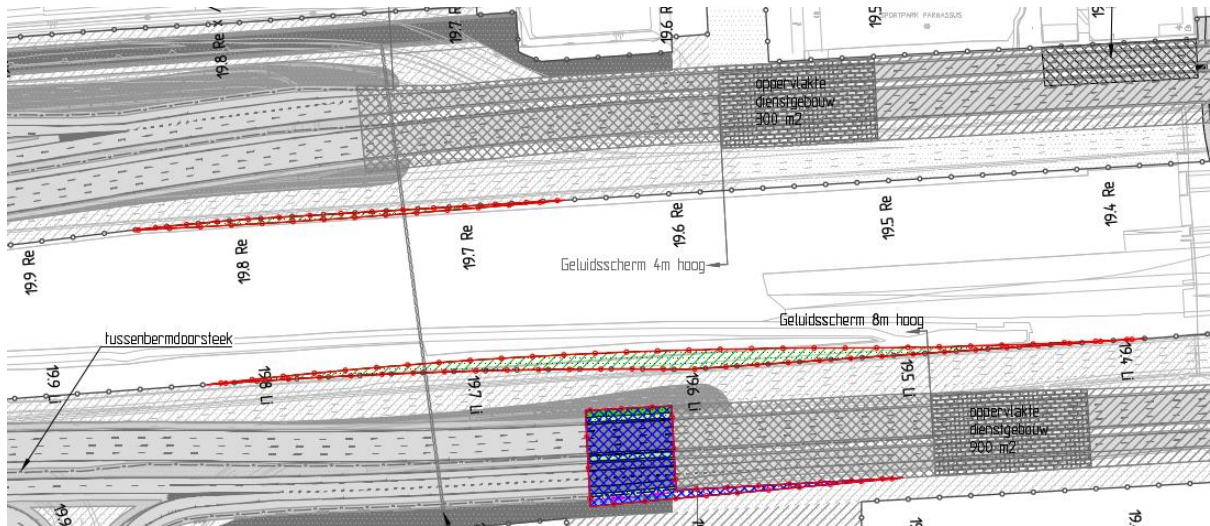 19.8 Re x
19.7 Re
19.6 Re
19.5
SPORTPARK PARNASSUS
19.
oppervlakte
dienstgebouw
300 m2
19.9 Re
19.8 Re
19.7 Re
19.6 Re
19.5 Re
19.4 Re
Geluidsscherm 4m hoog
Geluidsscherm 8m hoog
tussenbermdoorsteek
19.9 Li
19.8 Li
19.7 Li
19.6 Li
19.5 Li
19.4 Li
oppervlakte
dienstgebouw
900 m2